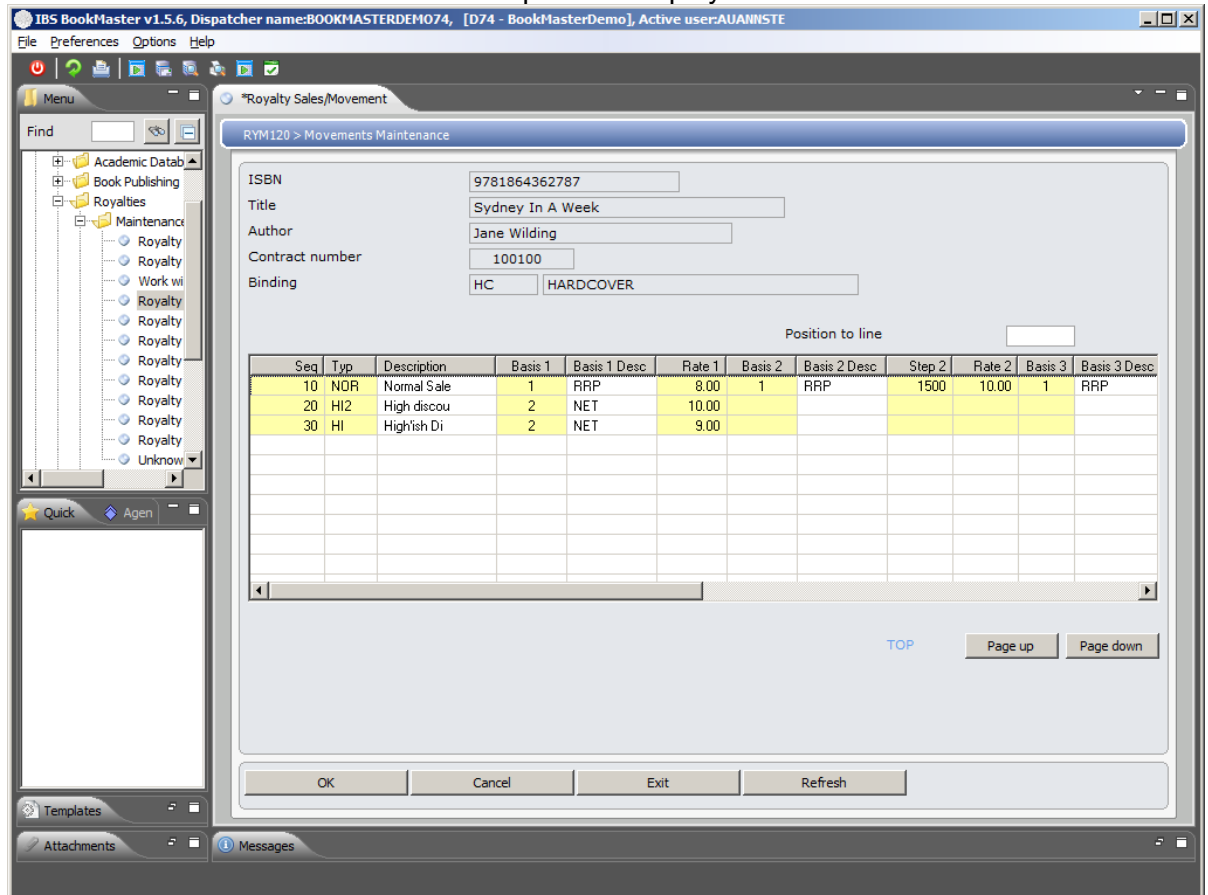 IBS BookMaster v1.5.6, Dispatcher name:BOOKMASTERDEMO74, [D74 - BookMasterDemo], Active user:AUANNSTE
File Preferences Options Help
Menu
*Royalty Sales/Movement
Find
RYM120 > Movements Maintenance
Academic Datab
Book Publishing
Royalties
Maintenance
Royalty
Royalty
Work wi
Royalty
Royalty
Royalty
Royalty
Royalty
Royalty
Royalty
Royalty
Unknow
ISBN 9781864362787
Title Sydney In A Week
Author Jane Wilding
Contract number 100100
Binding HC HARDCOVER
Position to line
Seq Typ Description Basis 1 Basis 1 Desc Rate 1 Basis 2 Basis 2 Desc Step 2 Rate 2 Basis 3 Basis 3 Desc
10 NOR Normal Sale 1 RRP 8.00 1 RRP 1500 10.00 1 RRP
20 HI2 High discou 2 NET 10.00
30 HI High'ish Di 2 NET 9.00
TOP Page up Page down
Quick Agen
OK Cancel Exit Refresh
Templates
Attachments
Messages